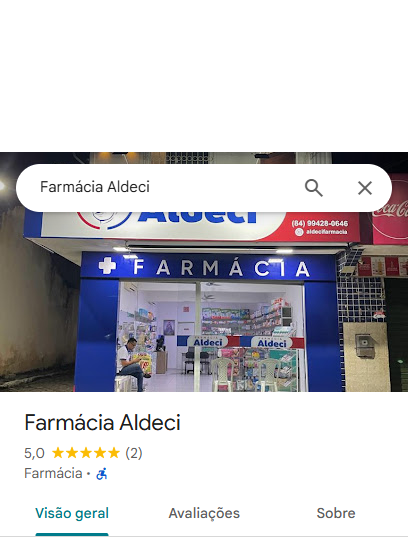 Farmácia Aldeci
Aldeci
(84) 99428-0646
aldecifarmacia
Coca-Cola
FARMÁCIA
Aldeci
Aldeci
Farmácia Aldeci
5,0 (2)
Farmácia ·
Visão geral
Avaliações
Sobre